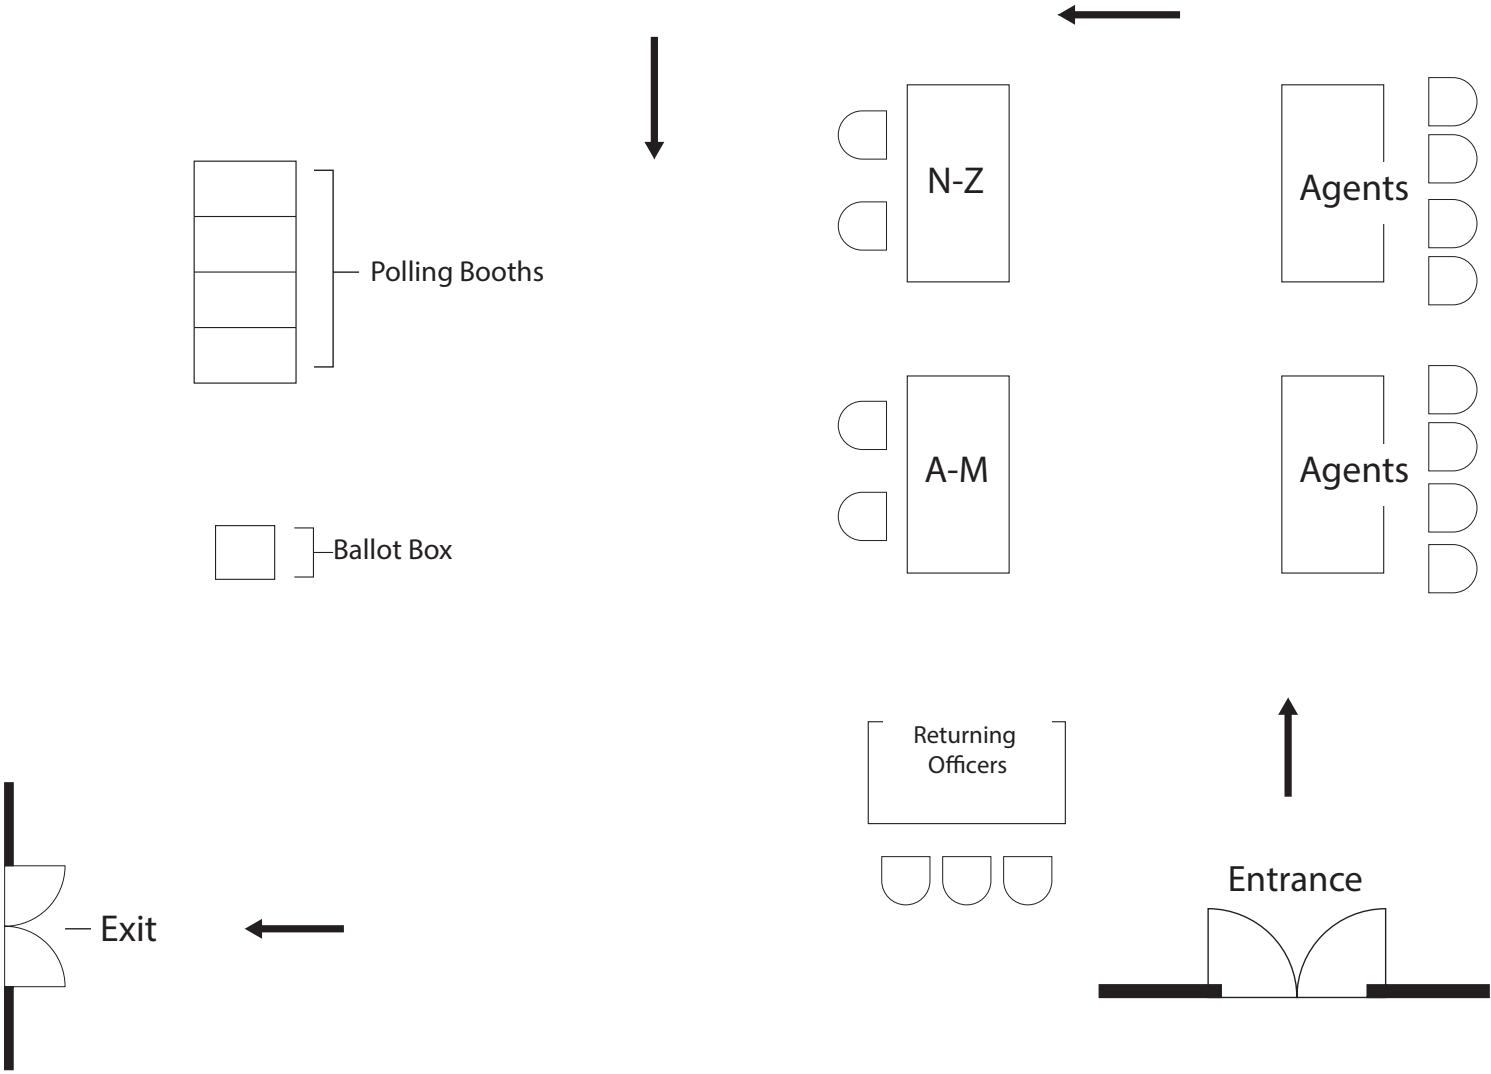 N-Z
Agents
Polling Booths
A-M
Agents
Ballot Box
Returning
Officers
Entrance
Exit